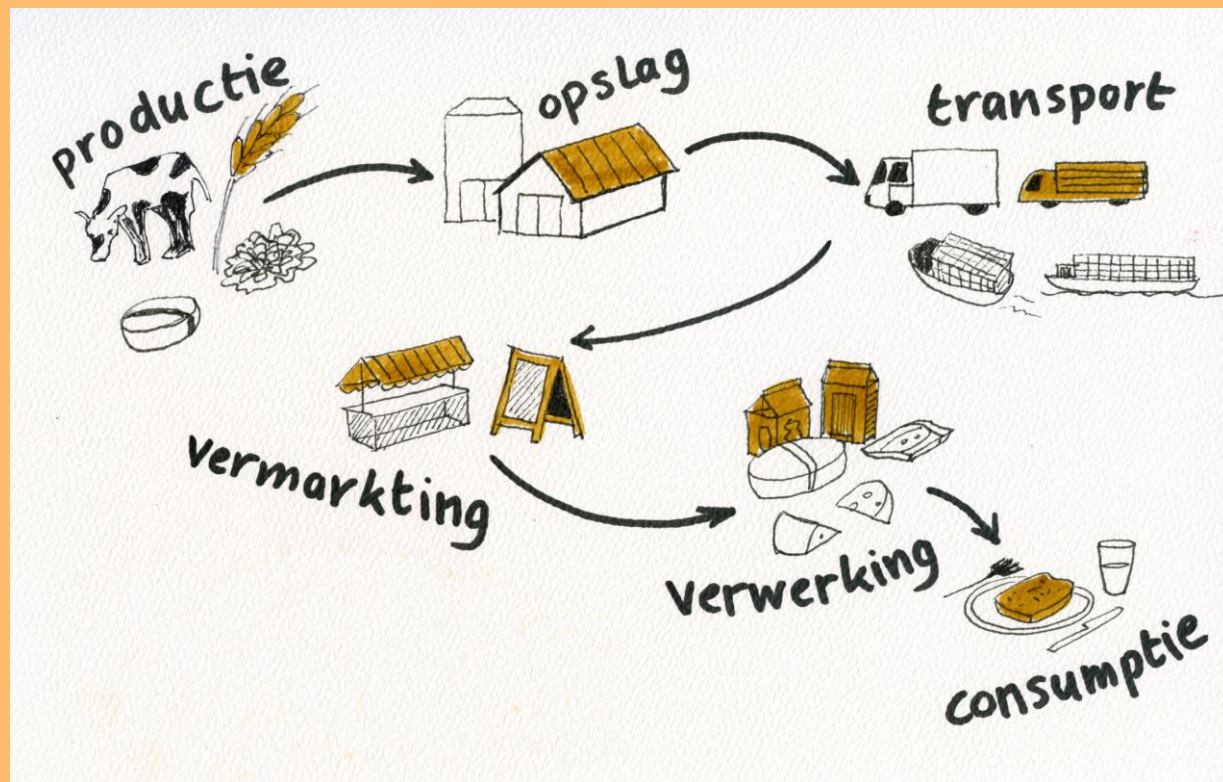 productie
opslag
transport
vermarkting
verwerking
consumptie